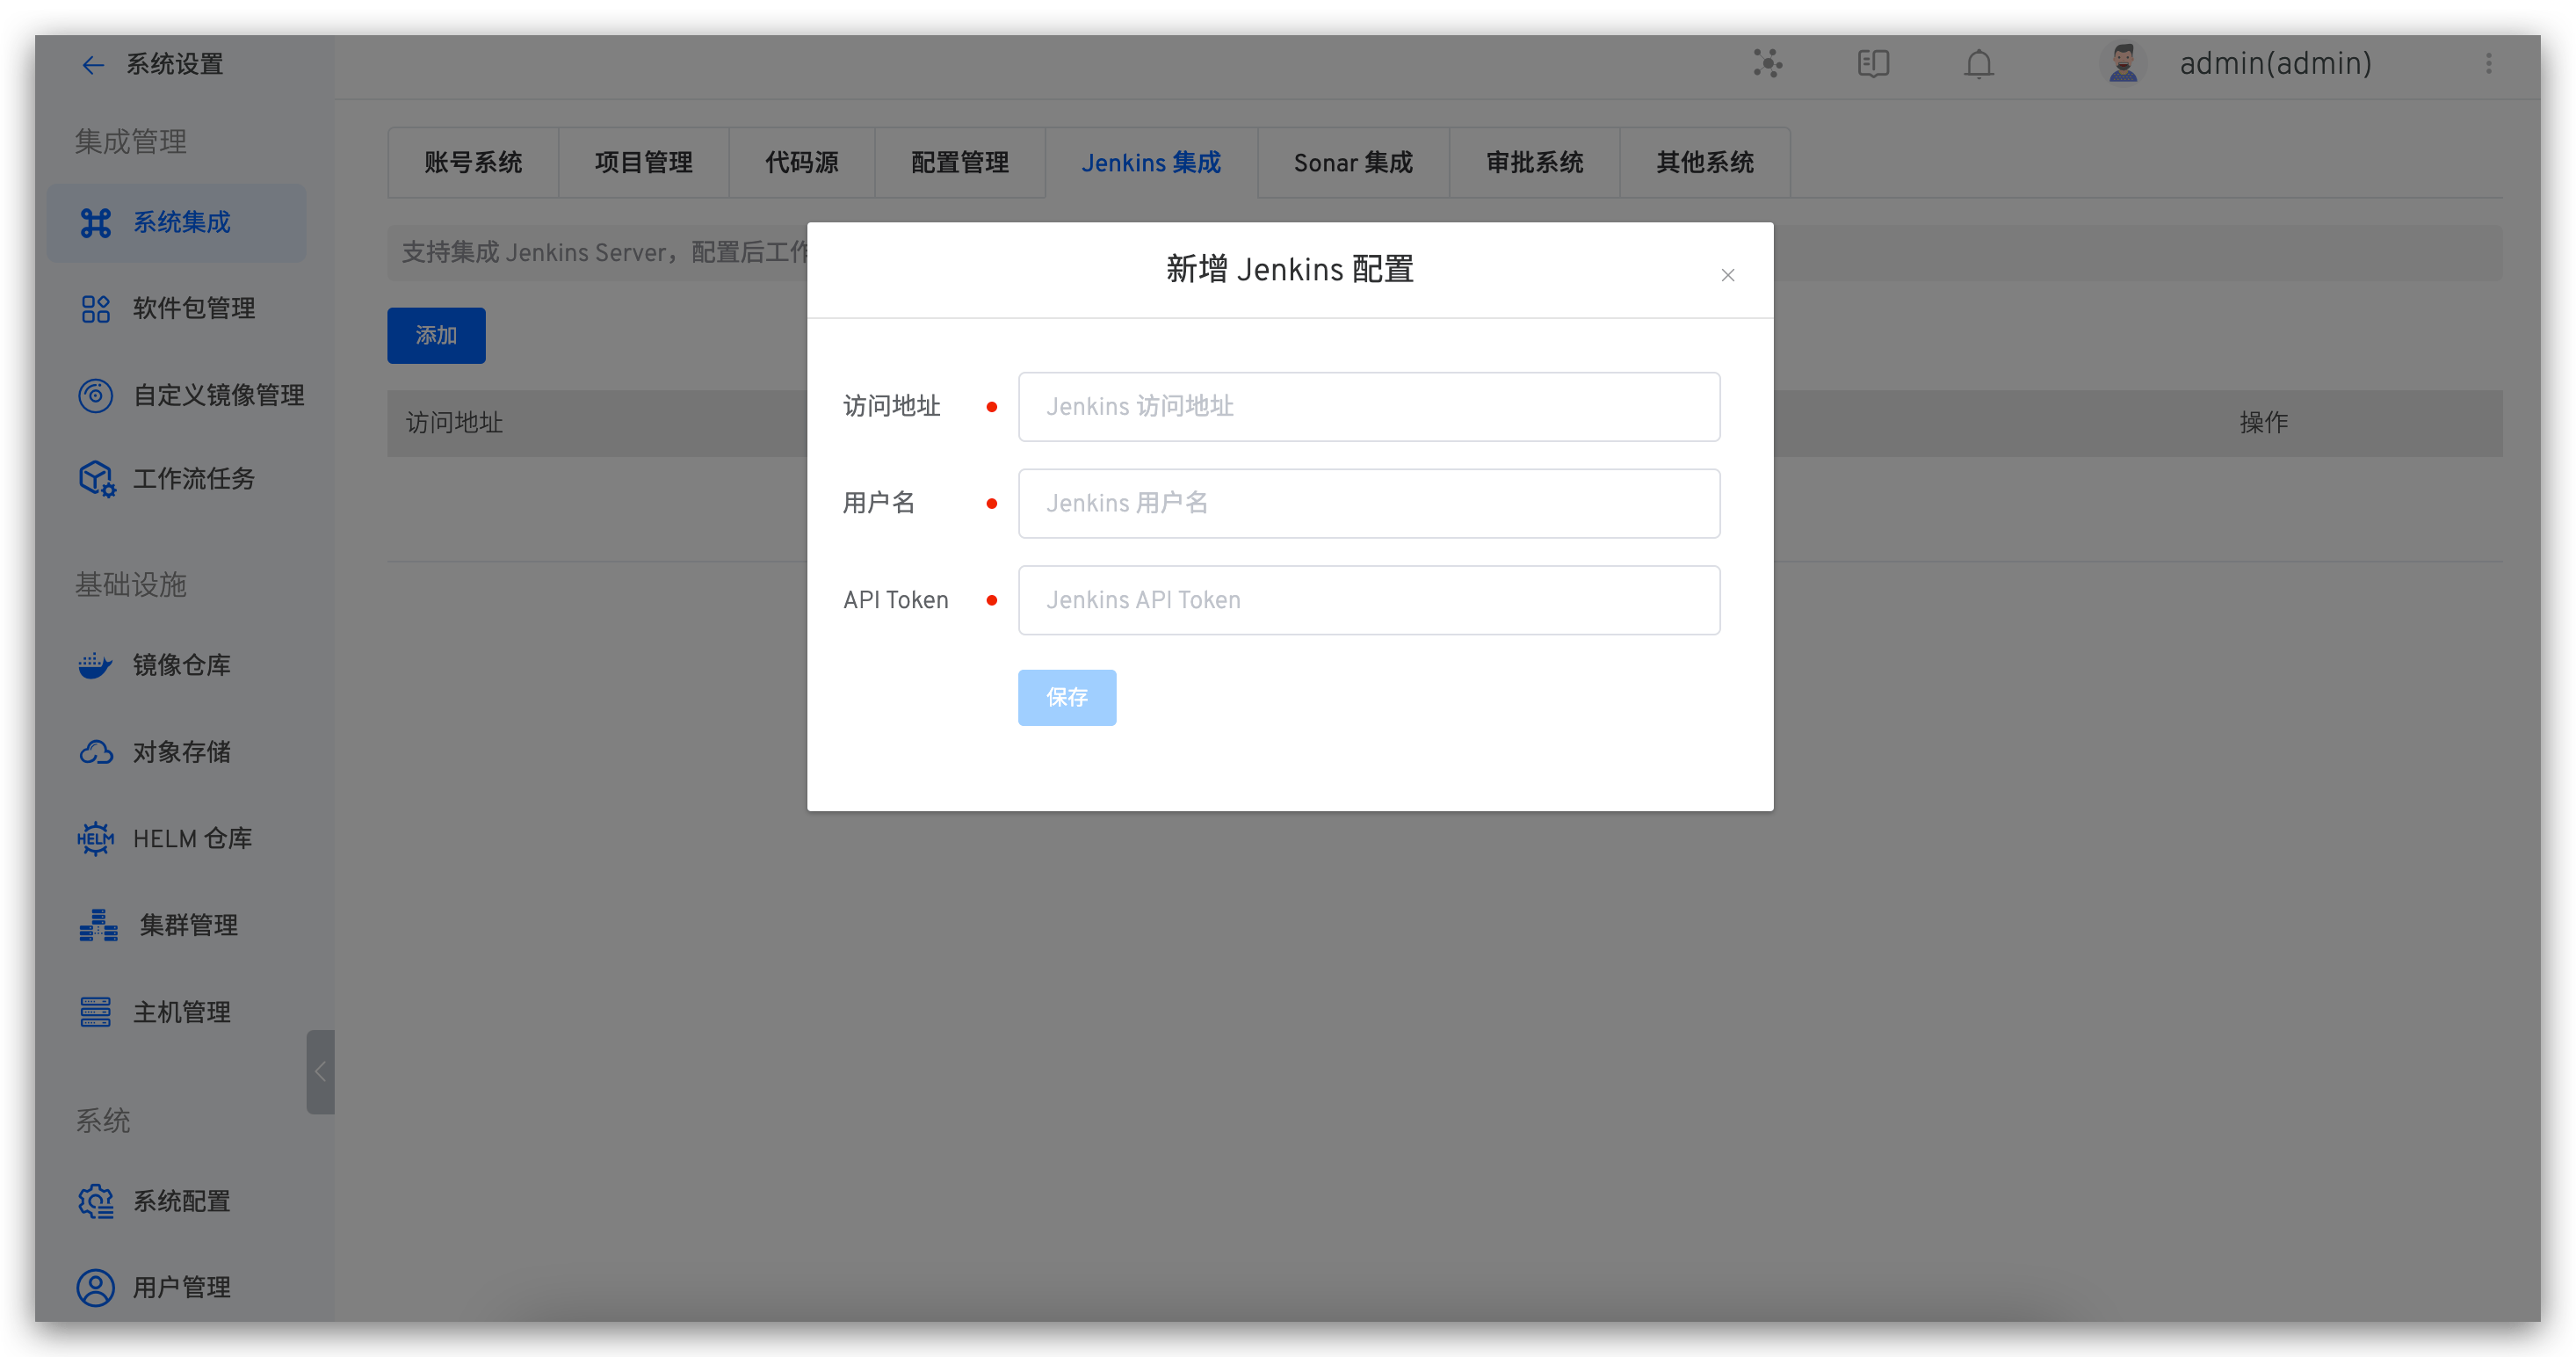 系统设置
admin(admin)
集成管理
系统集成
软件包管理
自定义镜像管理
工作流任务
基础设施
镜像仓库
对象存储
HELM
HELM 仓库
集群管理
主机管理
系统
系统配置
用户管理
账号系统
项目管理
代码源
配置管理
Jenkins 集成
Sonar 集成
审批系统
其他系统
支持集成 Jenkins Server，配置后工作
添加
访问地址
操作
新增 Jenkins 配置
访问地址
Jenkins 访问地址
用户名
Jenkins 用户名
API Token
Jenkins API Token
保存